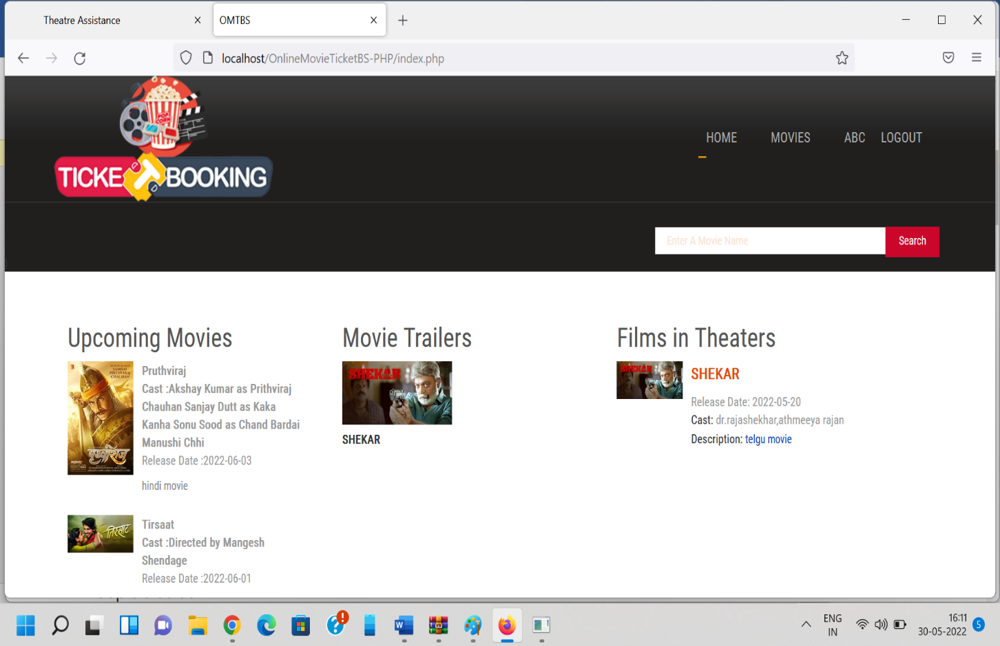 Theatre Assistance
OMTBS
localhost/OnlineMovieTicketBS-PHP/index.php
POP
CORN
TICKET BOOKING
HOME MOVIES ABC LOGOUT
Enter A Movie Name Search
Upcoming Movies
पृथ्वीराज
Pruthviraj
Cast :Akshay Kumar as Prithviraj
Chauhan Sanjay Dutt as Kaka
Kanha Sonu Sood as Chand Bardai
Manushi Chhi
Release Date :2022-06-03
hindi movie
तिरसाट
Tirsaat
Cast :Directed by Mangesh
Shendage
Release Date :2022-06-01
Movie Trailers
SHEKAR
SHEKAR
Films in Theaters
SHEKAR
SHEKAR
Release Date: 2022-05-20
Cast: dr.rajashekhar,athmeeya rajan
Description: telgu movie
ENG
IN
16:11
30-05-2022
5